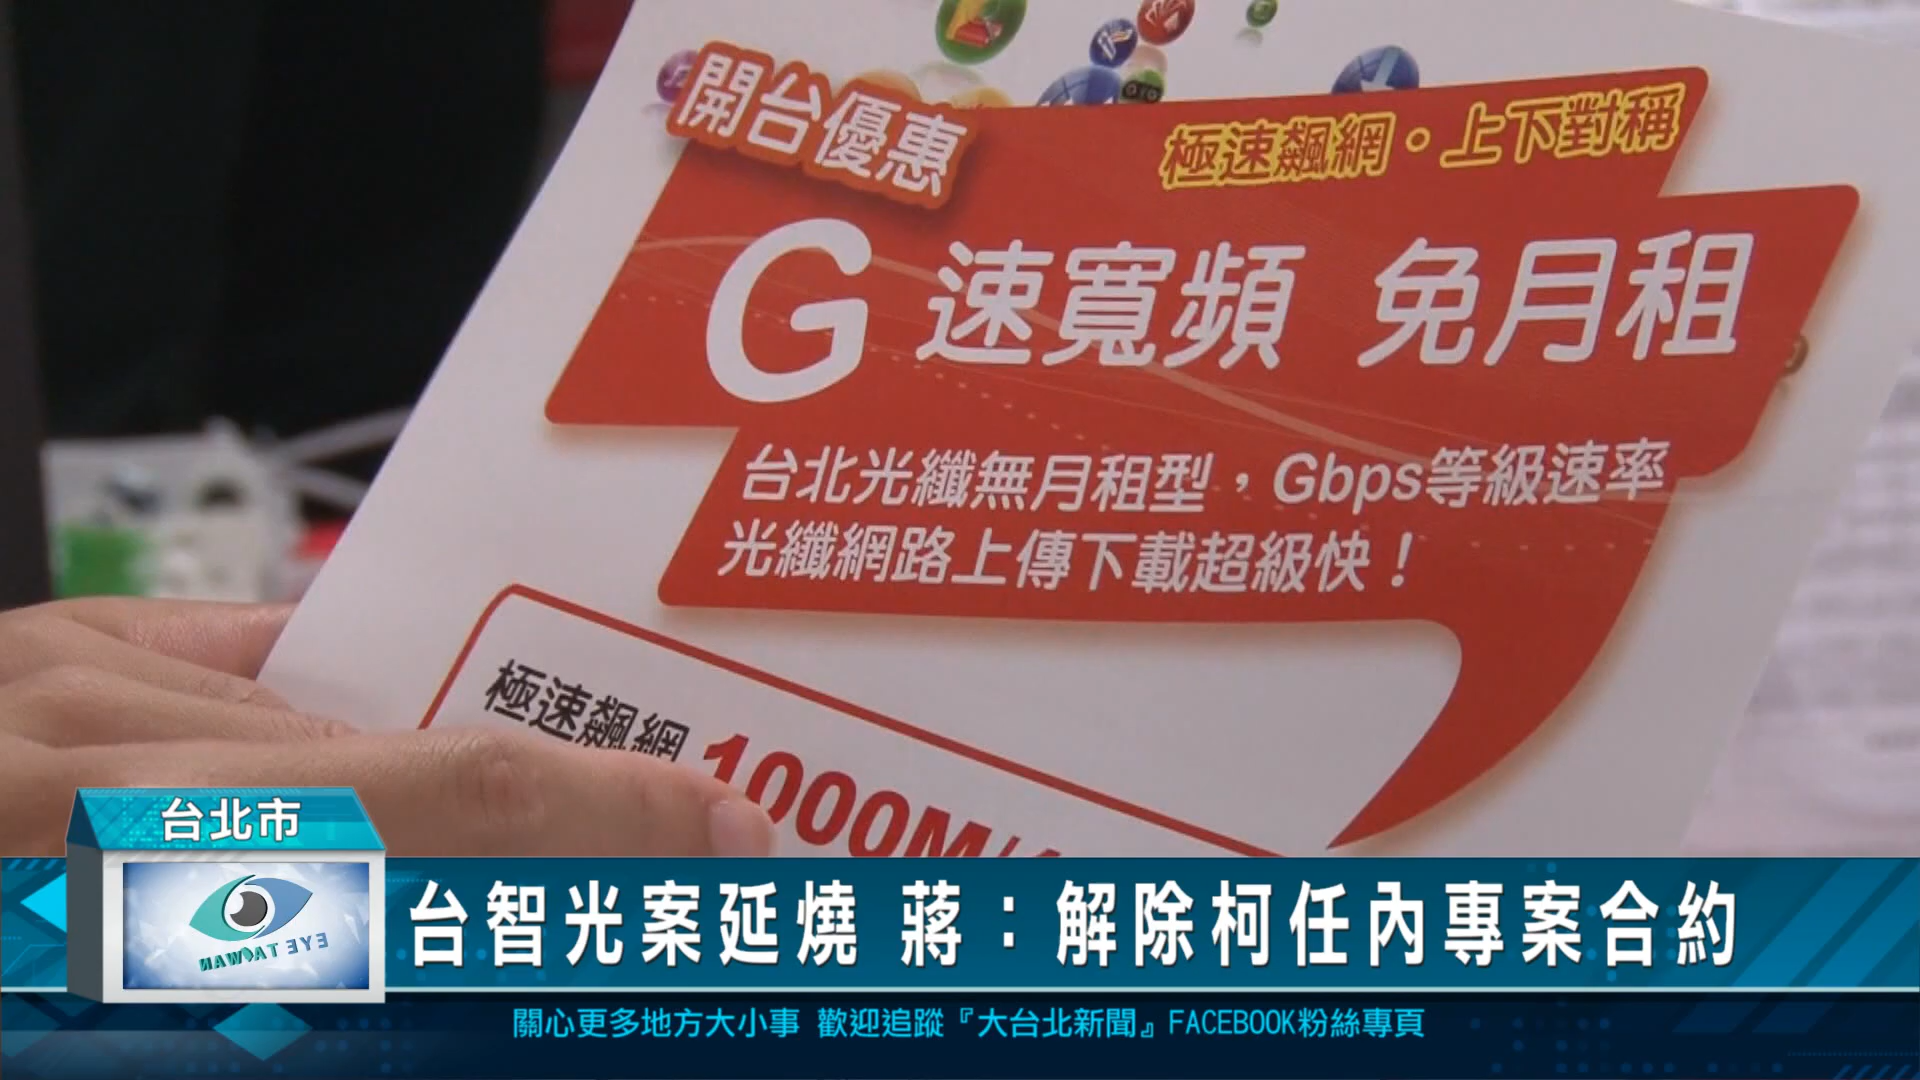 開台優惠
極速飆網・上下對稱
G 速寬頻 免月租
台北光纖無月租型，Gbps等級速率
光纖網路上傳下載超級快！
極速飆網 1000M/
台北市
EYE TAIWAN
台智光案延燒 蔣：解除柯任內專案合約
關心更多地方大小事 歡迎追蹤『大台北新聞』FACEBOOK粉絲專頁